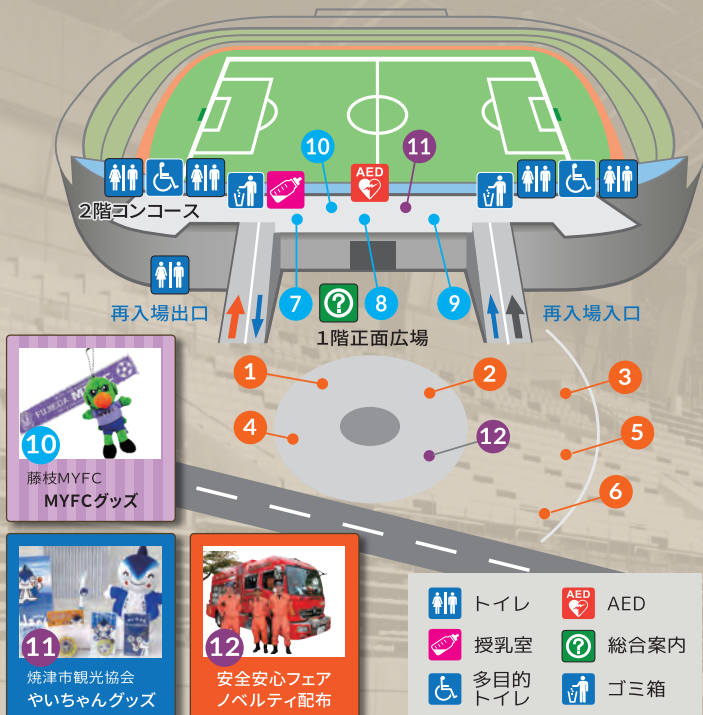 10
11
AED
2階コンコース
7
8
9
再入場出口
再入場入口
1階正面広場
1
2
3
4
12
5
6
FUJIEDA MYFC
10
藤枝MYFC
MYFCグッズ
11
焼津市観光協会
やいちゃんグッズ
12
安全安心フェア
ノベルティ配布
トイレ
AED
AED
授乳室
?
総合案内
多目的
トイレ
ゴミ箱